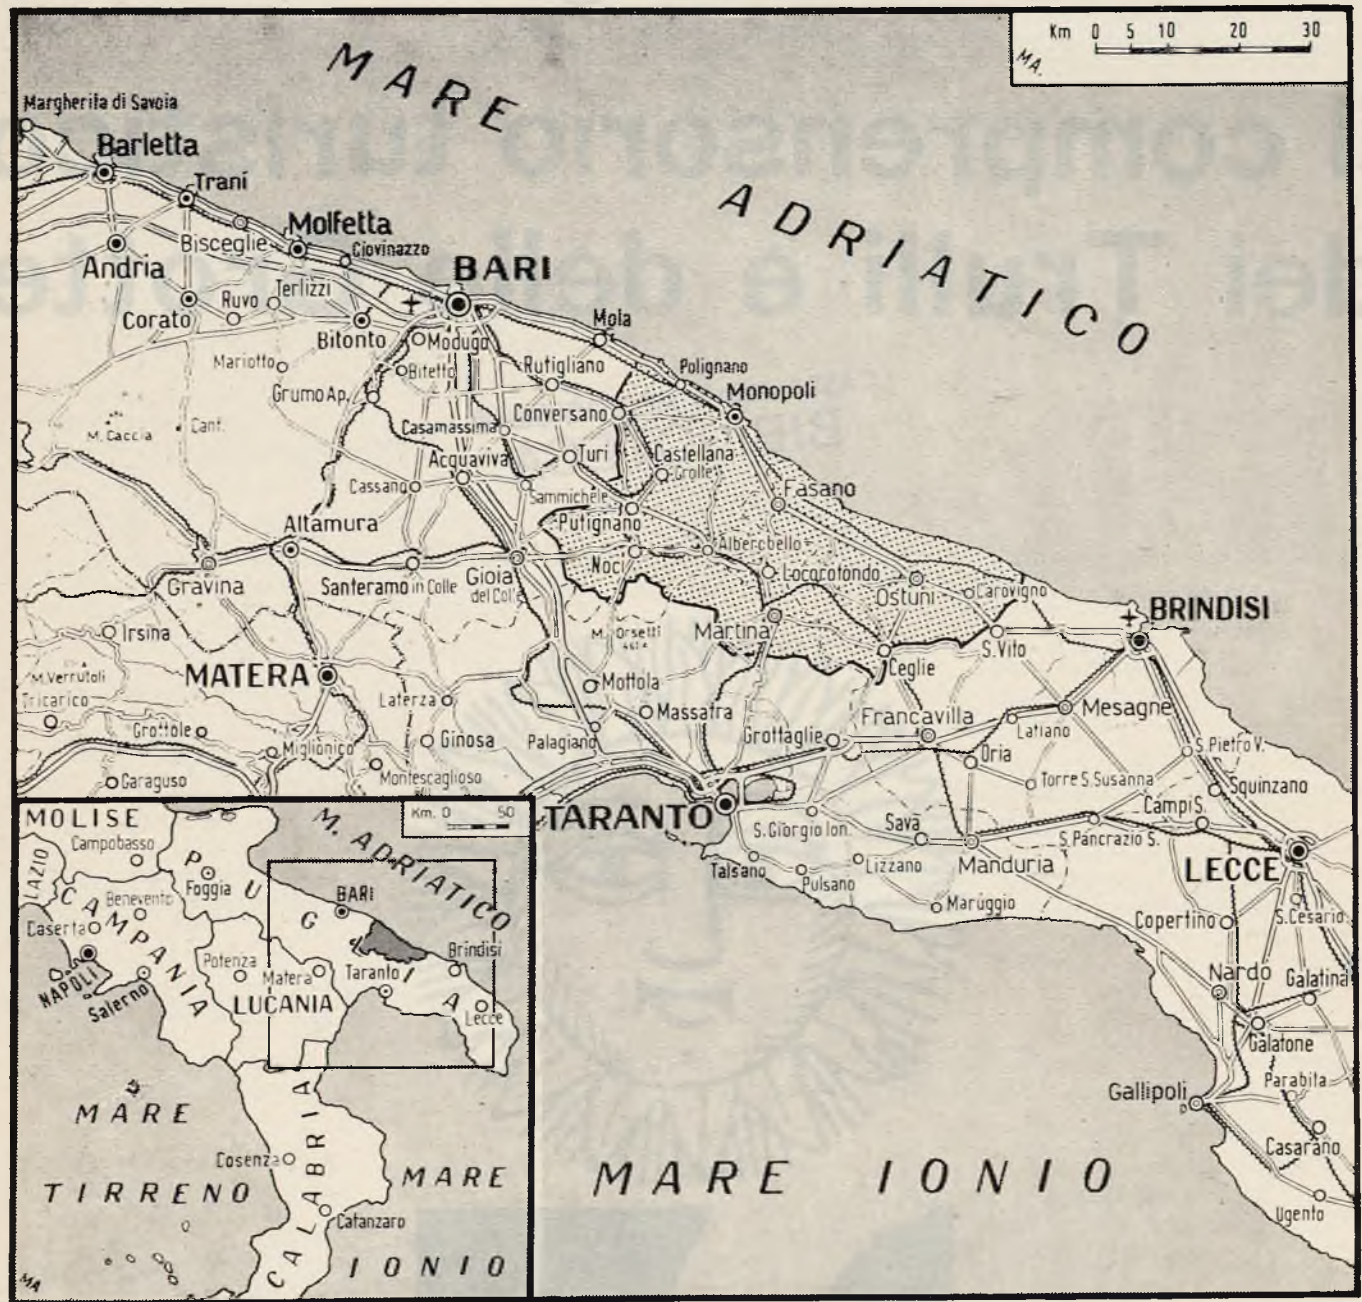 Km 0 5 10 20 30
MA.
MARE
ADRIATICO
Margherita di Savoia
Barletta
Trani
Bisceglie
Molfetta
Giovinazzo
BARI
Andria
Corato
Ruvo
Terlizzi
Bitonto
Modugo
Mola
Mariotto
Bitetto
Rutigliano
Polignano
Grumo Ap.
Conversano
Monopoli
M. Caccia
Cant.
Casamassima
Turi
Castellana
Grotte
Acquaviva
Cassano
Sammichele
Fasano
Altamura
Putignano
Alberobello
Gravina
Santeramo in Colle
Gioia
del Colle
Noci
Locorotondo
Ostuni
Carovigno
BRINDISI
Irsina
M. Orsetti
461
Martina
S. Vito
Ceglie
MATERA
M. Verrutoli
Tricarico
Laterza
Mottola
Massafra
Francavilla
Mesagne
Latiano
Grottole
Miglionico
Ginosa
Palagiano
Grottaglie
Oria
S. Pietro V.
Garaguso
Montescaglioso
Torre S. Susanna
Squinzano
TARANTO
S. Giorgio Ion.
Sava
Campi S.
S. Pancrazio S.
Manduria
LECCE
Talsano
Pulsano
Lizzano
Maruggio
Copertino
S. Cesario
Nardo
Galatina
Galatone
Gallipoli
Parabita
Casarano
Ugento
MARE IONIO
Km. 0 50
MOLISE
Campobasso
M. ADRIATICO
LAZIO
PUGLIA
Foggia
CAMPANIA
Benevento
BARI
Caserta
Brindisi
NAPOLI
Potenza
Matera
Taranto
Salerno
LUCANIA
Lecce
MARE
TIRRENO
Cosenza
CALABRIA
Catanzaro
MARE
IONIO
MA